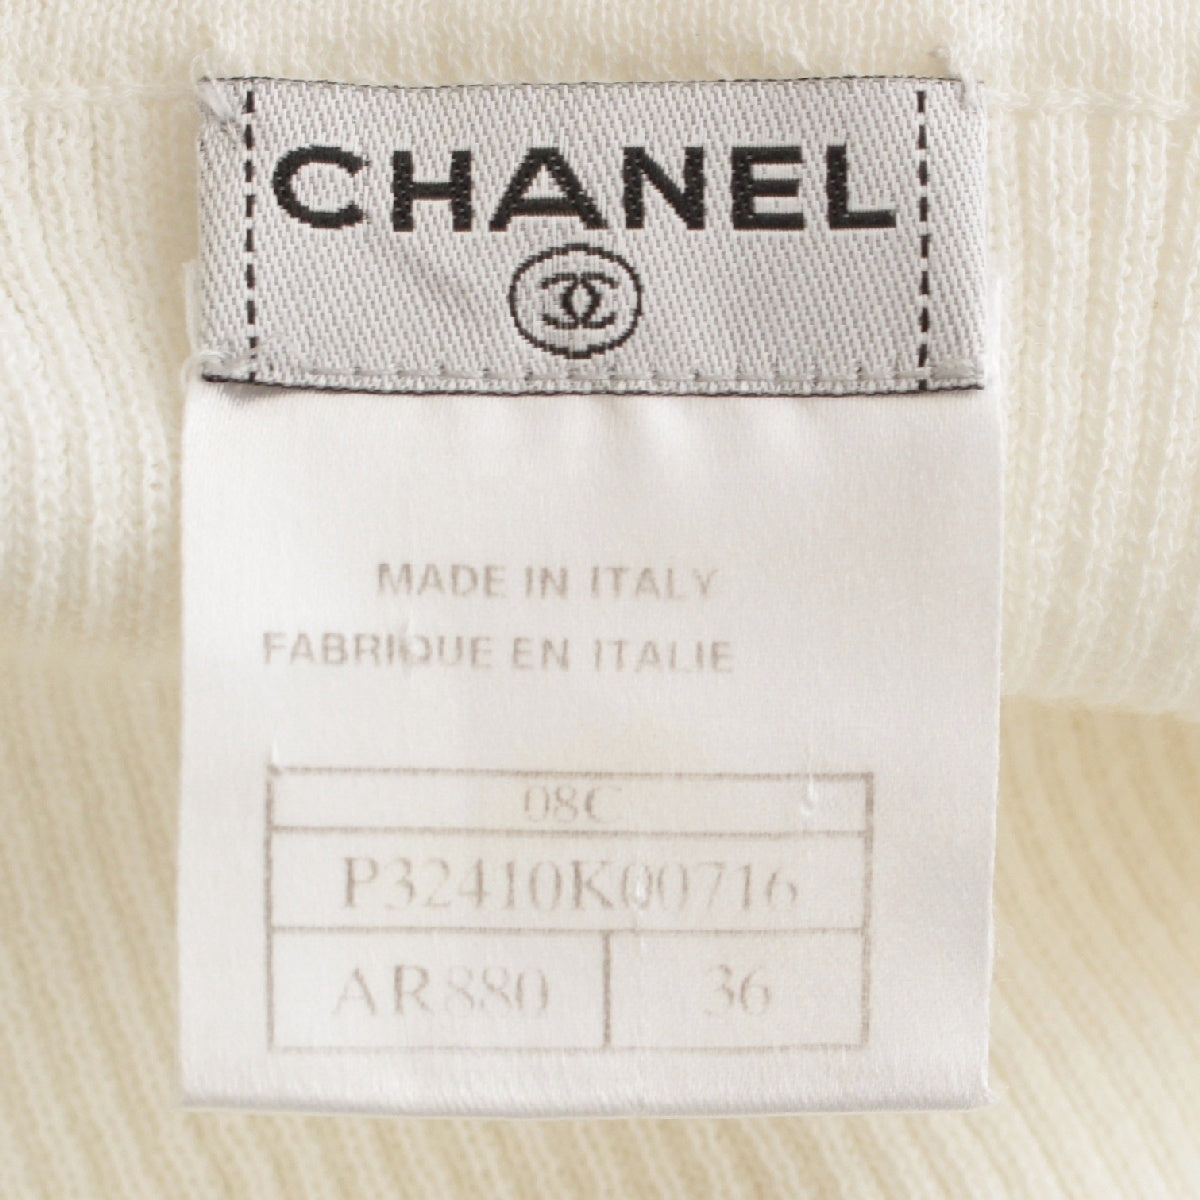 CHANEL
MADE IN ITALY
FABRIQUE EN ITALIE
08C
P32410K00716
AR880 36